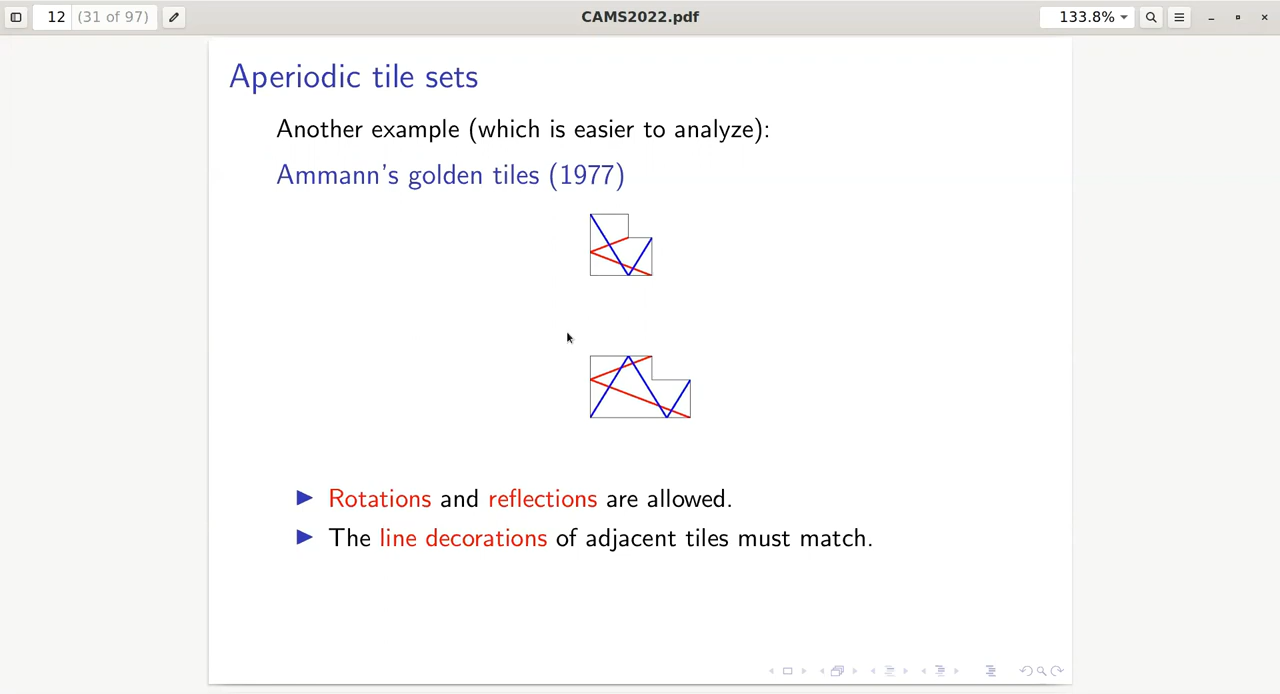 12 (31 of 97) CAMS2022.pdf 133.8%
Aperiodic tile sets
Another example (which is easier to analyze):
Ammann's golden tiles (1977)
Rotations and reflections are allowed.
The line decorations of adjacent tiles must match.